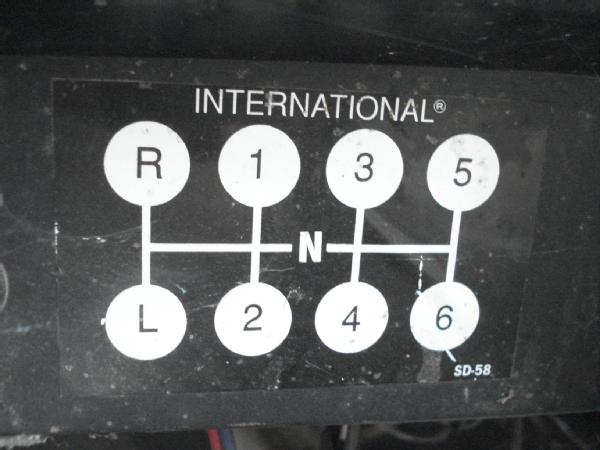 INTERNATIONAL®
R 1 3 5
N
L 2 4 6
SD-58